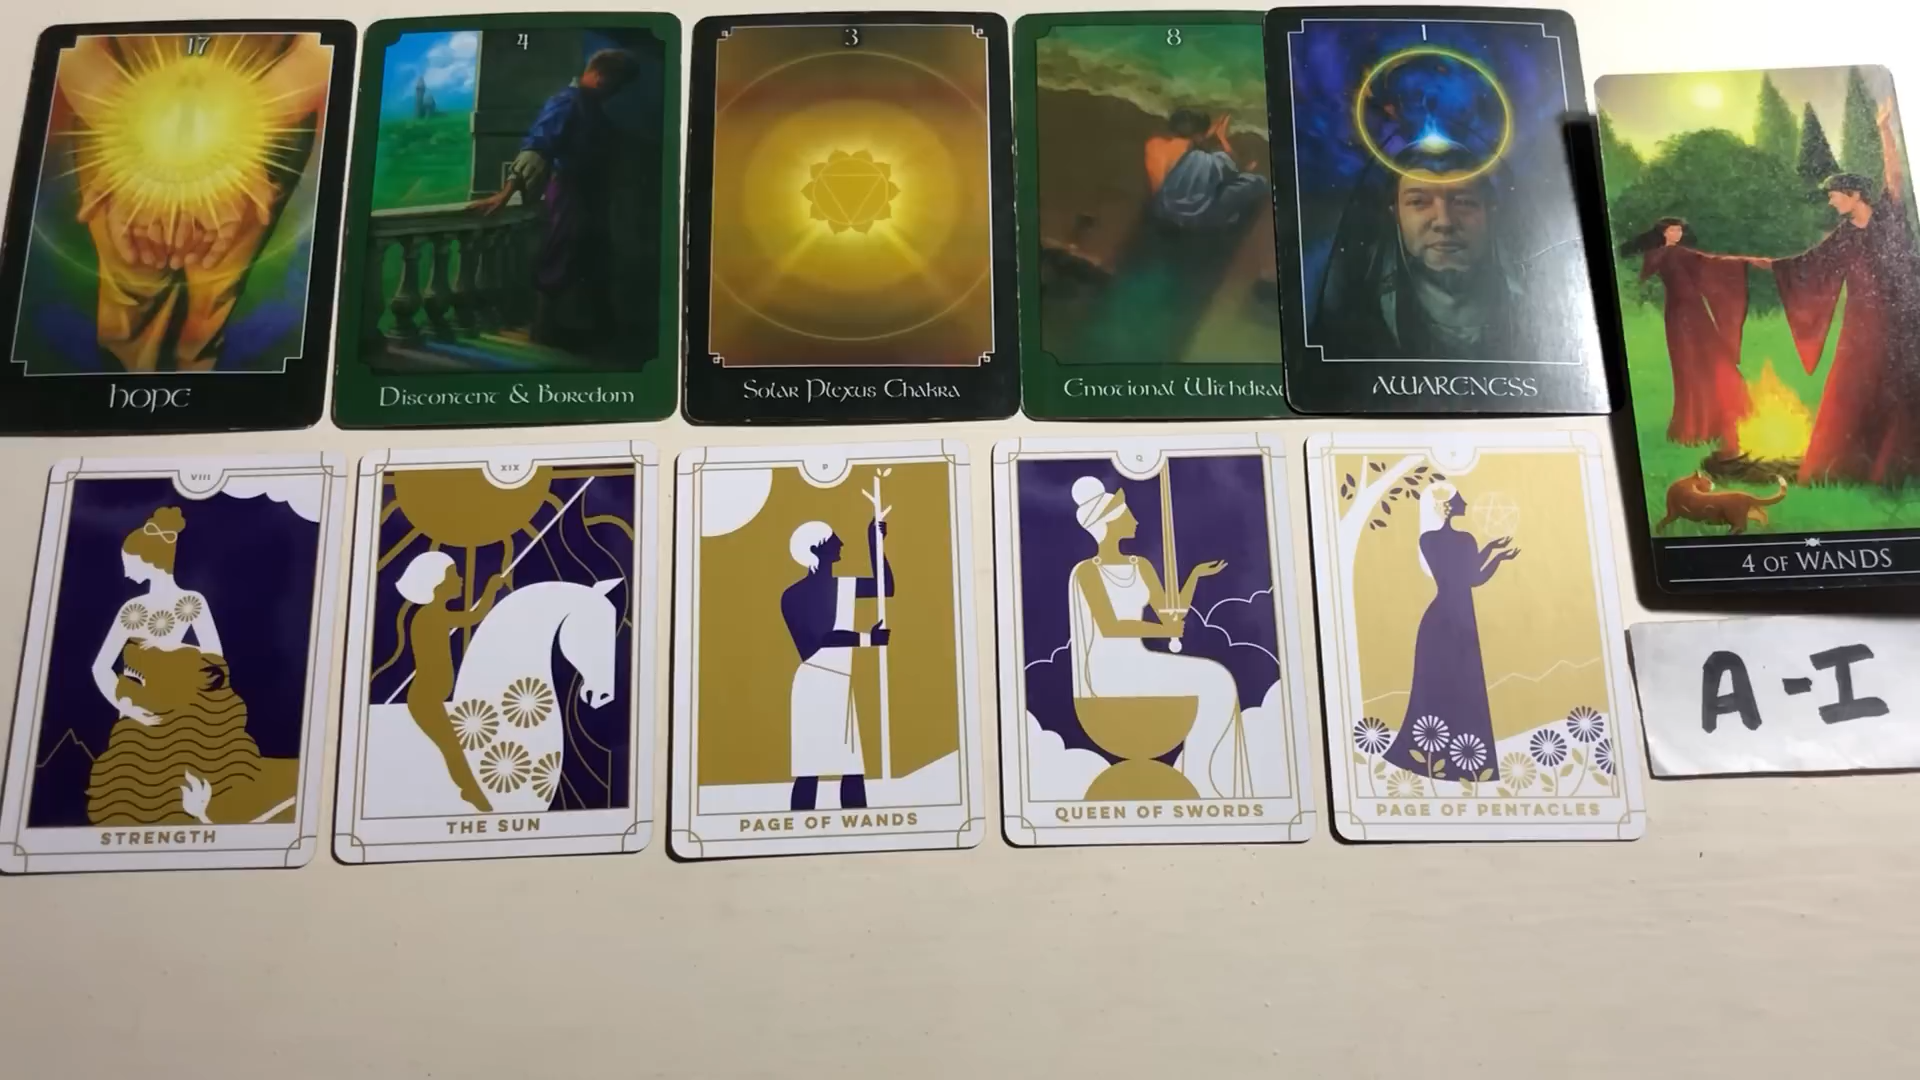 17
HOPE
4
Discontent & Boredom
3
Solar Plexus Chakra
8
Emotional
1
AWARENESS
4 OF WANDS
VIII
STRENGTH
XIX
THE SUN
P
PAGE OF WANDS
Q
QUEEN OF SWORDS
PAGE OF PENTACLES
A-I